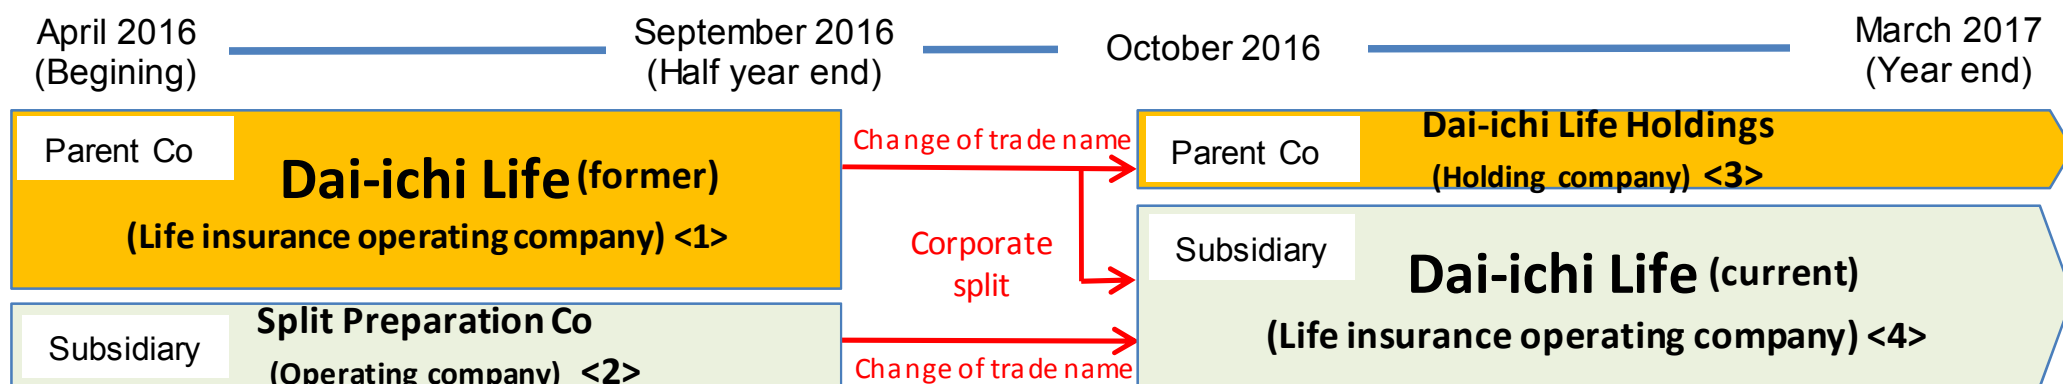 April 2016
(Begining)
September 2016
(Half year end)
October 2016
March 2017
(Year end)
Parent Co
Dai-ichi Life (former)
(Life insurance operating company) <1>
Change of trade name
Parent Co
Dai-ichi Life Holdings
(Holding company) <3>
Corporate
split
Subsidiary
Dai-ichi Life (current)
(Life insurance operating company) <4>
Subsidiary
Split Preparation Co
(Operating company) <2>
Change of trade name